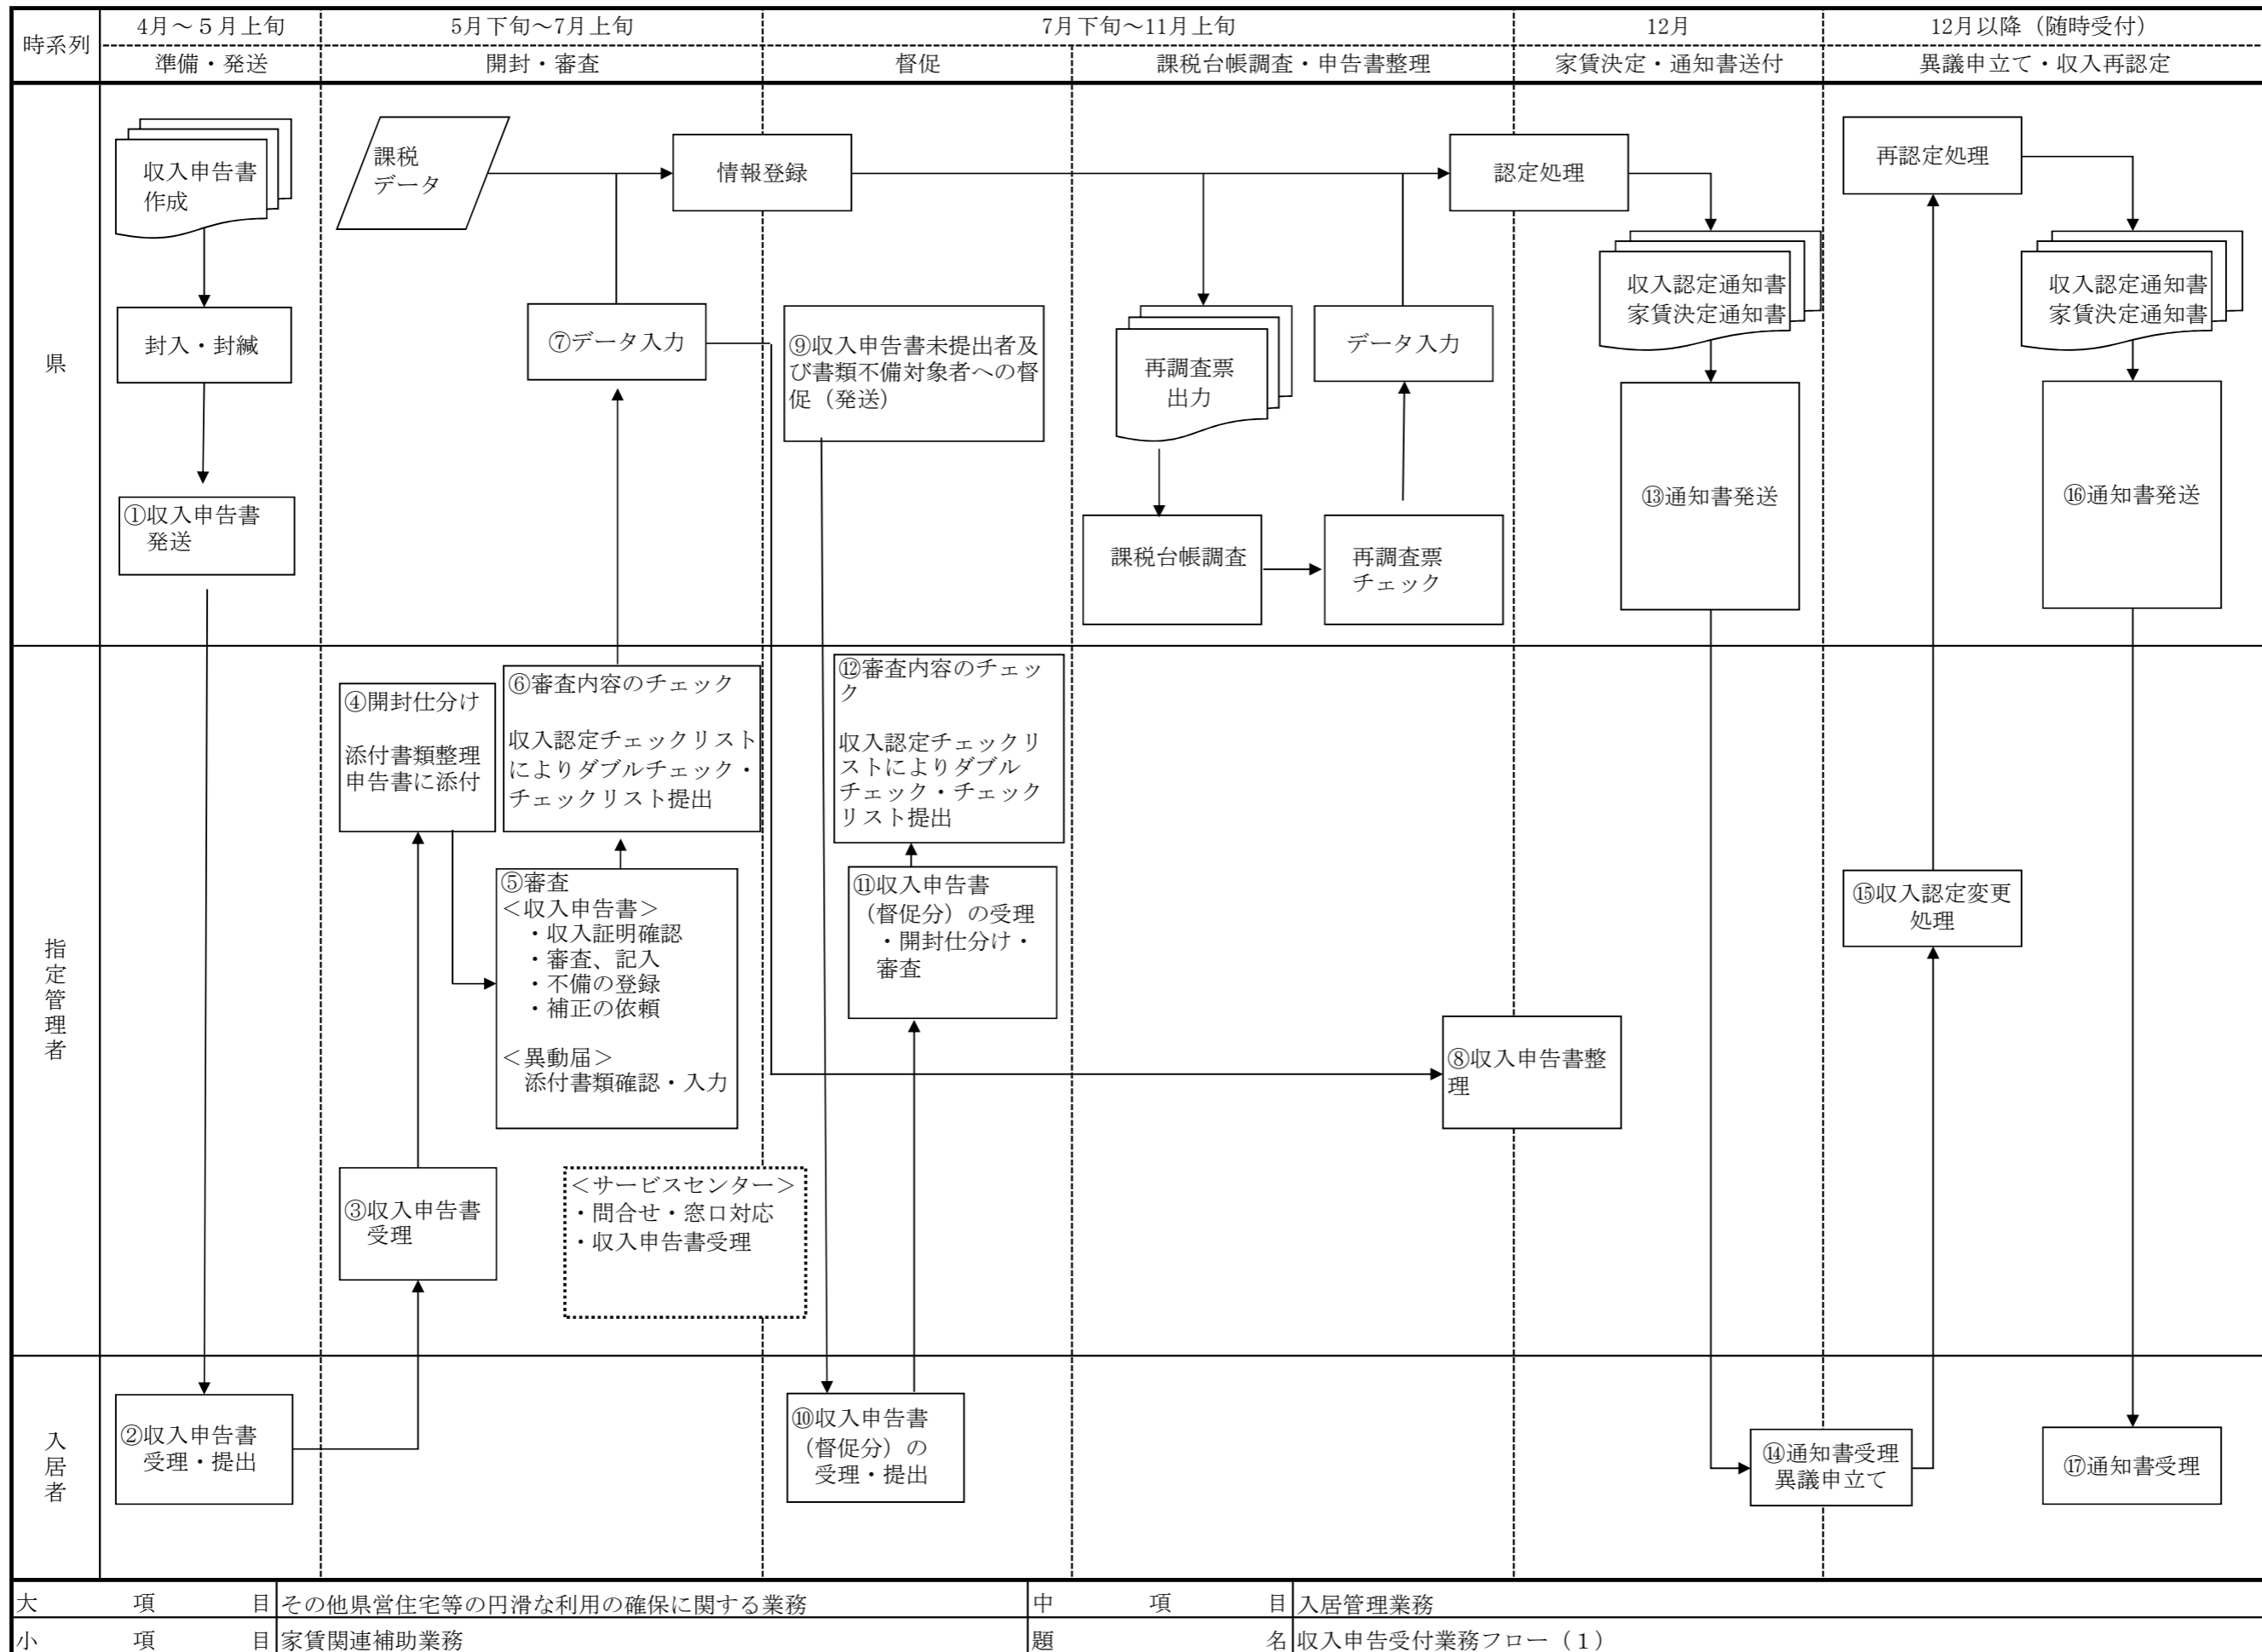 時系列
4月～５月上旬
5月下旬～7月上旬
7月下旬～11月上旬
12月
12月以降（随時受付）
準備・発送
開封・審査
督促
課税台帳調査・申告書整理
家賃決定・通知書送付
異議申立て・収入再認定
県
収入申告書
作成
封入・封緘
①収入申告書
発送
課税
データ
情報登録
⑦データ入力
⑨収入申告書未提出者及
び書類不備対象者への督
促（発送）
再調査票
出力
データ入力
課税台帳調査
再調査票
チェック
認定処理
収入認定通知書
家賃決定通知書
⑬通知書発送
再認定処理
収入認定通知書
家賃決定通知書
⑯通知書発送
指定管理者
④開封仕分け
添付書類整理
申告書に添付
⑥審査内容のチェック
収入認定チェックリスト
によりダブルチェック・
チェックリスト提出
⑤審査
＜収入申告書＞
・収入証明確認
・審査、記入
・不備の登録
・補正の依頼
＜異動届＞
添付書類確認・入力
③収入申告書
受理
＜サービスセンター＞
・問合せ・窓口対応
・収入申告書受理
⑫審査内容のチェッ
ク
収入認定チェックリ
ストによりダブル
チェック・チェック
リスト提出
⑪収入申告書
（督促分）の受理
・開封仕分け・
審査
⑧収入申告書整
理
⑮収入認定変更
処理
入居者
②収入申告書
受理・提出
⑩収入申告書
（督促分）の
受理・提出
⑭通知書受理
異議申立て
⑰通知書受理
大項目
その他県営住宅等の円滑な利用の確保に関する業務
中項目
入居管理業務
小項目
家賃関連補助業務
題名
収入申告受付業務フロー（１）